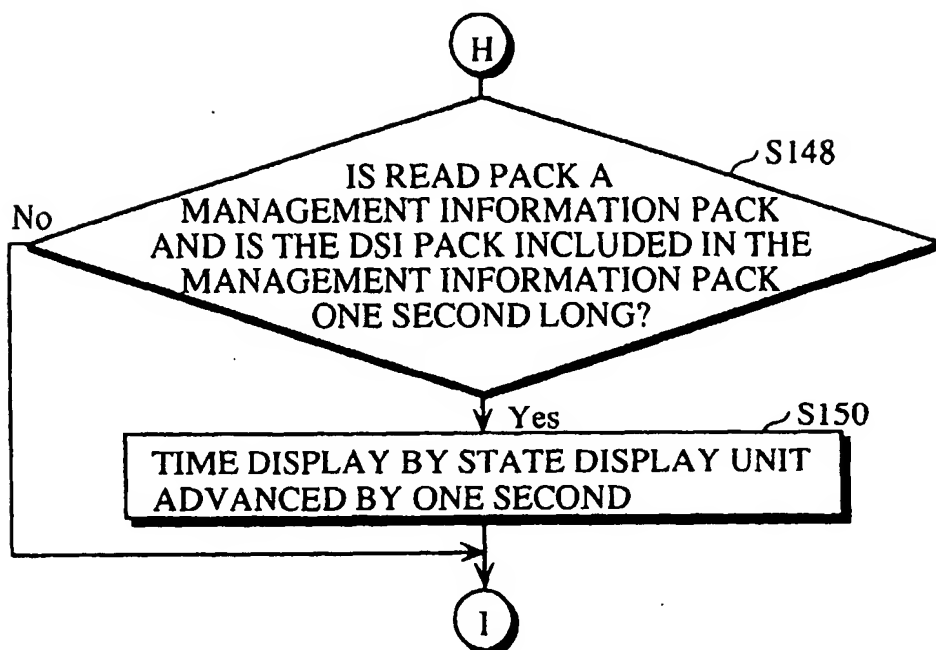 H
S148
IS READ PACK A
MANAGEMENT INFORMATION PACK
AND IS THE DSI PACK INCLUDED IN THE
MANAGEMENT INFORMATION PACK
ONE SECOND LONG?
No
Yes
S150
TIME DISPLAY BY STATE DISPLAY UNIT
ADVANCED BY ONE SECOND
I